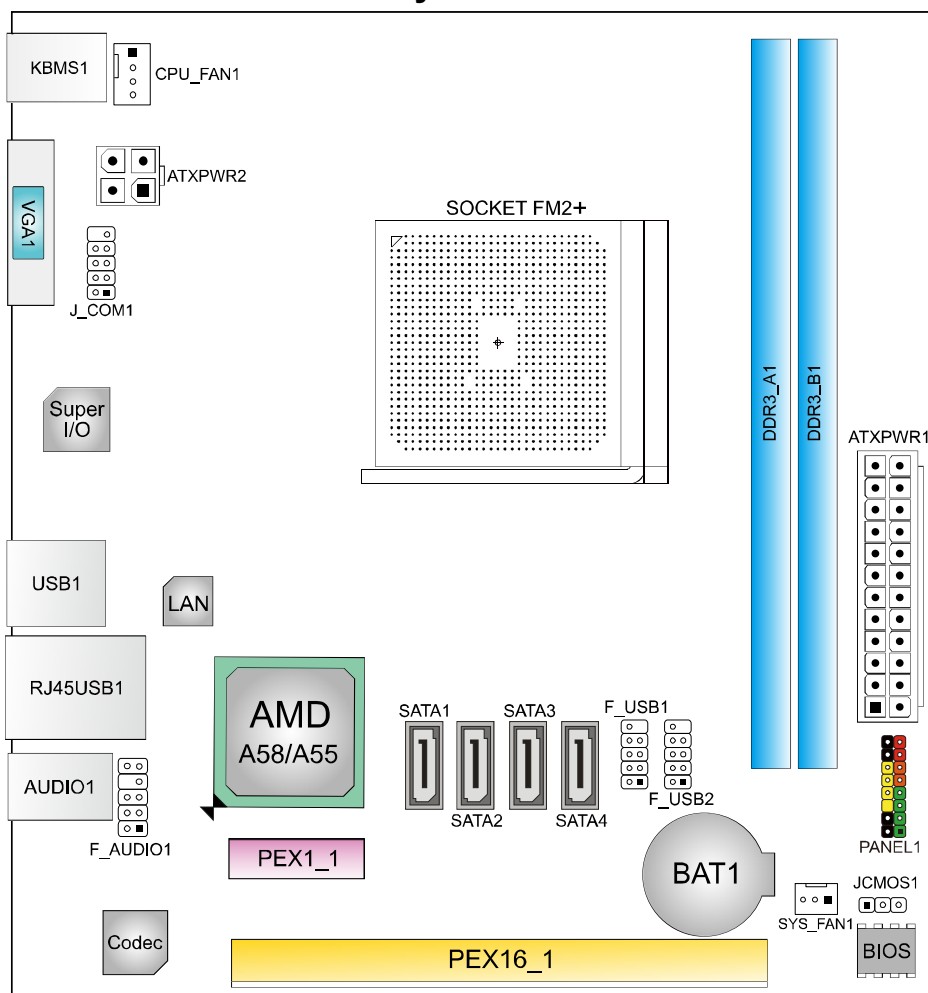 KBMS1
CPU_FAN1
ATXPWR2
VGA1
SOCKET FM2+
J_COM1
DDR3_A1
DDR3_B1
Super
I/O
ATXPWR1
USB1
LAN
RJ45USB1
AMD
A58/A55
SATA1
SATA3
F_USB1
AUDIO1
SATA2
SATA4
F_USB2
F_AUDIO1
PANEL1
PEX1_1
BAT1
JCMOS1
SYS_FAN1
Codec
PEX16_1
BIOS